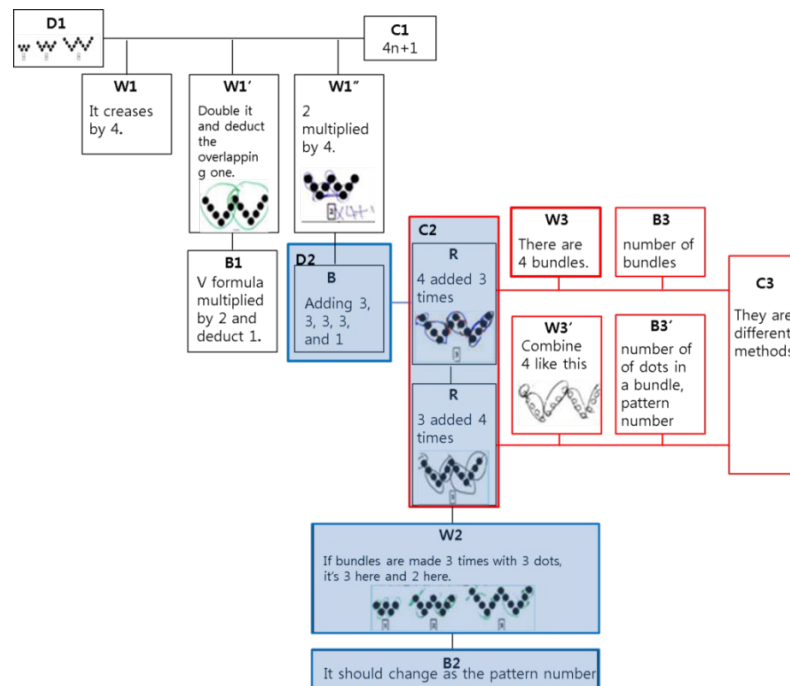 D1
C1
4n+1
W1
It creases
by 4.
W1′
Double it
and deduct
the
overlappin
g one.
W1″
2
multiplied
by 4.
B1
V formula
multiplied
by 2 and
deduct 1.
D2
B
Adding 3,
3, 3, 3,
and 1
C2
R
4 added 3
times
R
3 added 4
times
W3
There are
4 bundles.
B3
number of
bundles
W3′
Combine
4 like this
B3′
number of
of dots in
a bundle,
pattern
number
C3
They are
different
methods
W2
If bundles are made 3 times with 3 dots,
it's 3 here and 2 here.
B2
It should change as the pattern number